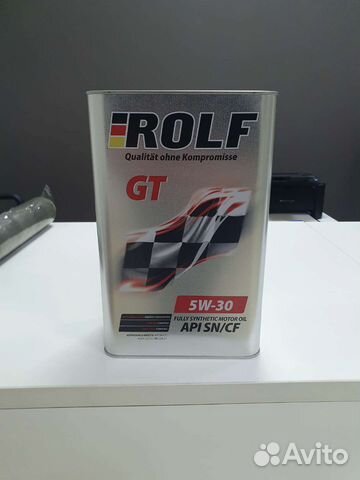 ROLF
Qualität ohne Kompromisse
GT
5W-30
FULLY SYNTHETIC MOTOR OIL
API SN/CF
Avito